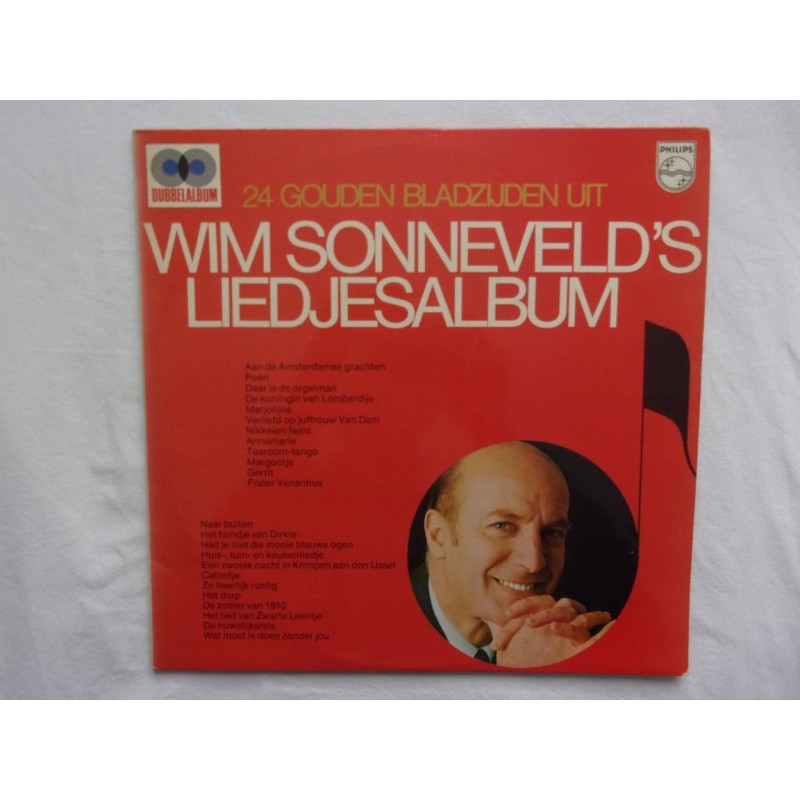 DUBBELALBUM
PHILIPS
24 GOUDEN BLADZIJDEN UIT
WIM SONNEVELD'S
LIEDJESALBUM
Aan de Amsterdamse grachten
Poen
Daar is de orgelman
De koningin van Lombardije
Marjolijne
Verliefd op juffrouw Van Dam
Nikkelen Nelis
Annemarie
Tearoom-tango
Margootje
Gerrit
Frater Venantius
Naar buiten
Het hondje van Dirkie
Had je niet die mooie blauwe ogen
Huis-, tuin- en keukenliedje
Een zwoele nacht in Krimpen aan den IJssel
Catootje
Zo heerlijk rustig
Het dorp
De zomer van 1910
Het lied van Zwarte Leentje
De huwelijkareis
Wat moet ik doen zonder jou